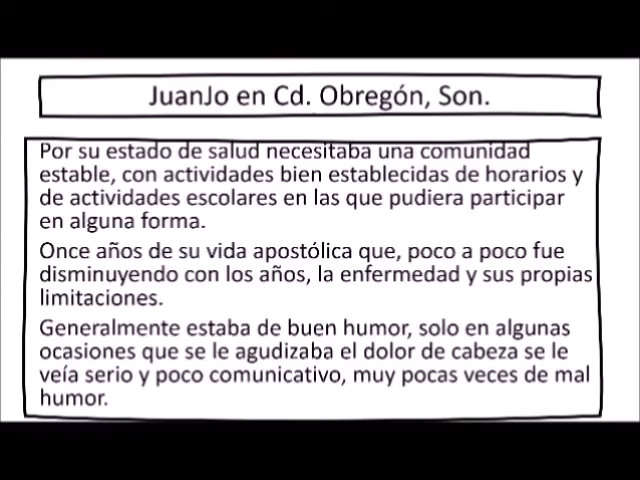 JuanJo en Cd. Obregón, Son.
Por su estado de salud necesitaba una comunidad
estable, con actividades bien establecidas de horarios y
de actividades escolares en las que pudiera participar
en alguna forma.
Once años de su vida apostólica que, poco a poco fue
disminuyendo con los años, la enfermedad y sus propias
limitaciones.
Generalmente estaba de buen humor, solo en algunas
ocasiones que se le agudizaba el dolor de cabeza se le
veía serio y poco comunicativo, muy pocas veces de mal
humor.